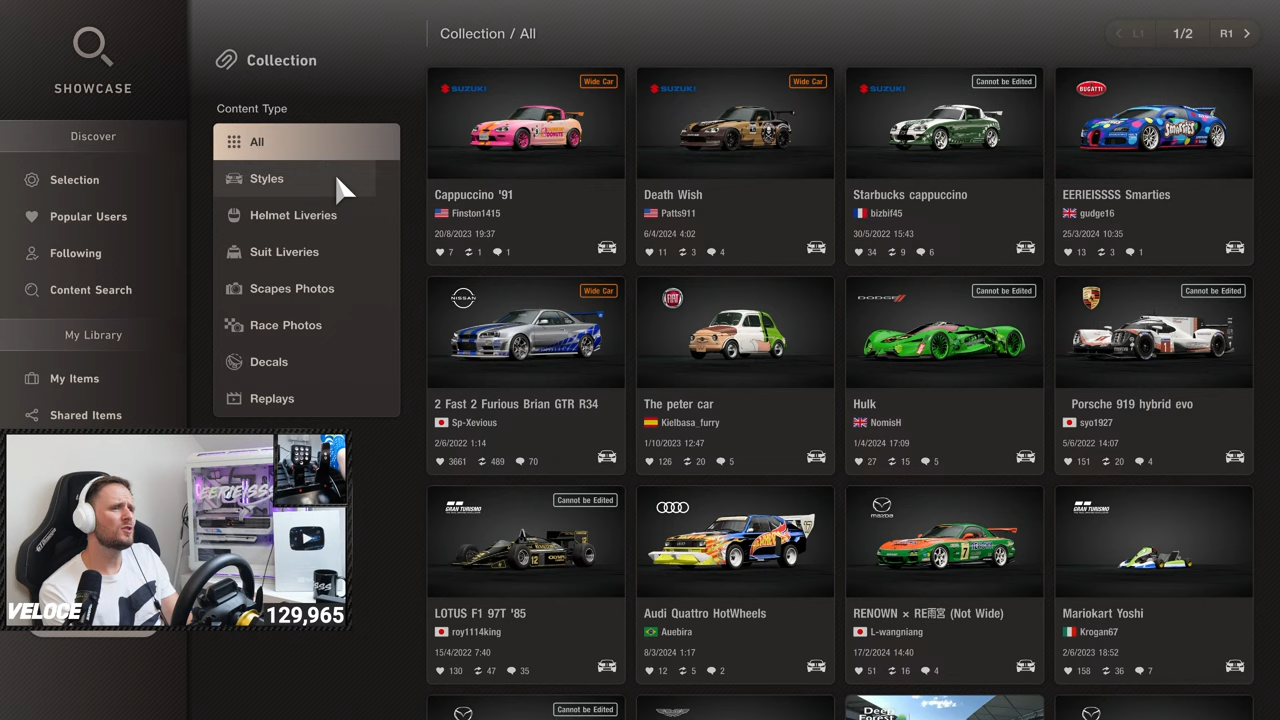 SHOWCASE
Discover
Selection
Popular Users
Following
Content Search
My Library
My Items
Shared Items
Collection
Content Type
All
Styles
Helmet Liveries
Suit Liveries
Scapes Photos
Race Photos
Decals
Replays
Collection / All
L1 1/2 R1
SUZUKI
Wide Car
Cappuccino '91
Finston1415
20/8/2023 19:37
7 1 1
SUZUKI
Wide Car
Death Wish
Patts911
6/4/2024 4:02
11 3 4
SUZUKI
Cannot be Edited
Starbucks cappuccino
bizbif45
30/5/2022 15:43
34 9 6
BUGATTI
SMARTIES
EERIEISSSS Smarties
gudge16
25/3/2024 10:35
13 3 1
NISSAN
Wide Car
2 Fast 2 Furious Brian GTR R34
Sp-Xevious
2/6/2022 1:14
3661 489 70
FIAT
The peter car
Kielbasa_furry
1/10/2023 12:47
126 20 5
DODGE
Cannot be Edited
Hulk
NomisH
1/4/2024 17:09
27 15 5
Cannot be Edited
Porsche 919 hybrid evo
syo1927
5/6/2022 14:07
151 20 4
GRAN TURISMO
Cannot be Edited
LOTUS F1 97T '85
roy1114king
15/4/2022 7:40
130 47 35
Audi Quattro HotWheels
Auebira
8/3/2024 1:17
12 5 2
mazda
7
RENOWN × RE雨宮 (Not Wide)
L-wangniang
17/2/2024 14:40
51 16 4
GRAN TURISMO
Mariokart Yoshi
Krogan67
2/6/2023 18:52
158 36 7
Cannot be Edited
Deep
Forest
VELOCE
129,965